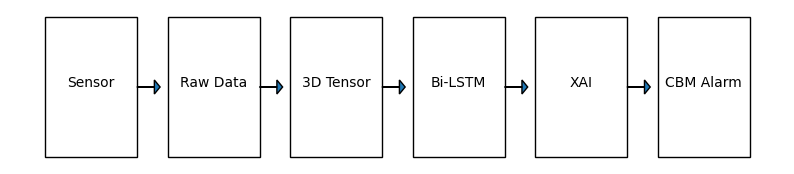 Sensor
Raw Data
3D Tensor
Bi-LSTM
XAI
CBM Alarm